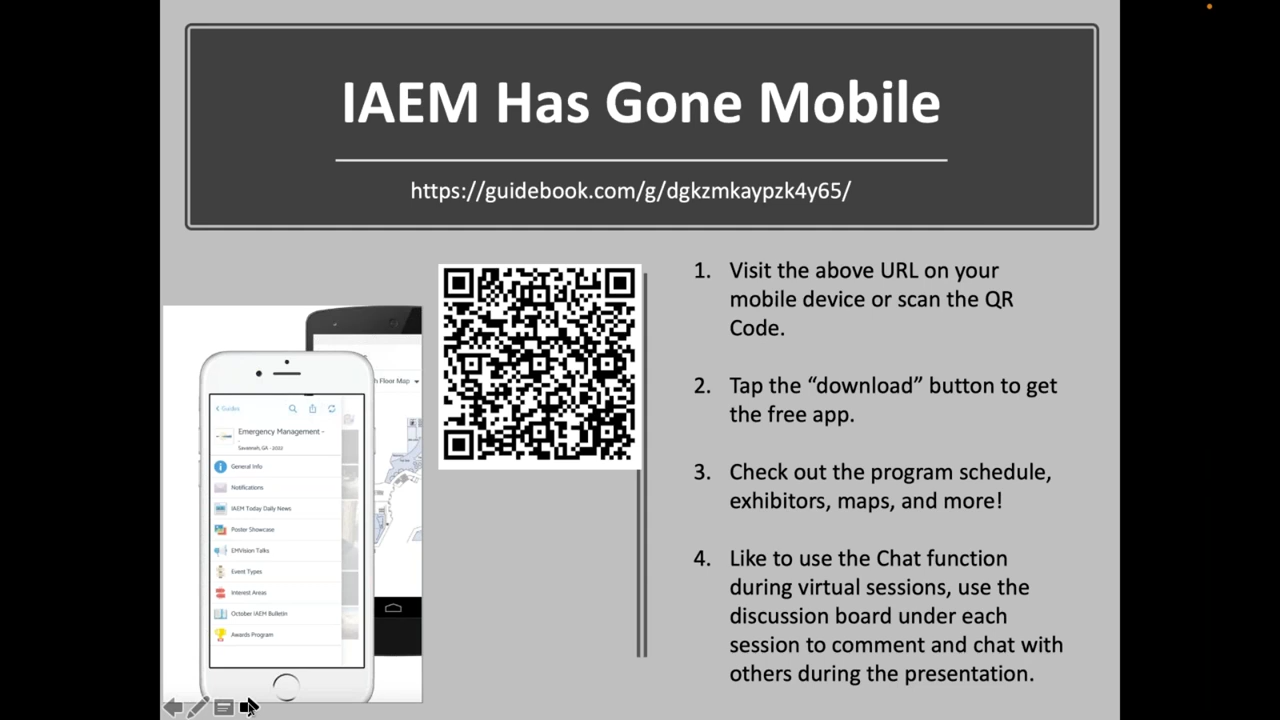 IAEM Has Gone Mobile
https://guidebook.com/g/dgkzmkaypzk4y65/
1. Visit the above URL on your
mobile device or scan the QR
Code.
2. Tap the “download” button to get
the free app.
3. Check out the program schedule,
exhibitors, maps, and more!
4. Like to use the Chat function
during virtual sessions, use the
discussion board under each
session to comment and chat with
others during the presentation.
h Floor Map
Guides
Emergency Management -
Savannah, GA - 2022
General Info
Notifications
IAEM Today Daily News
Poster Showcase
EMVision Talks
Event Types
Interest Areas
October IAEM Bulletin
Awards Program